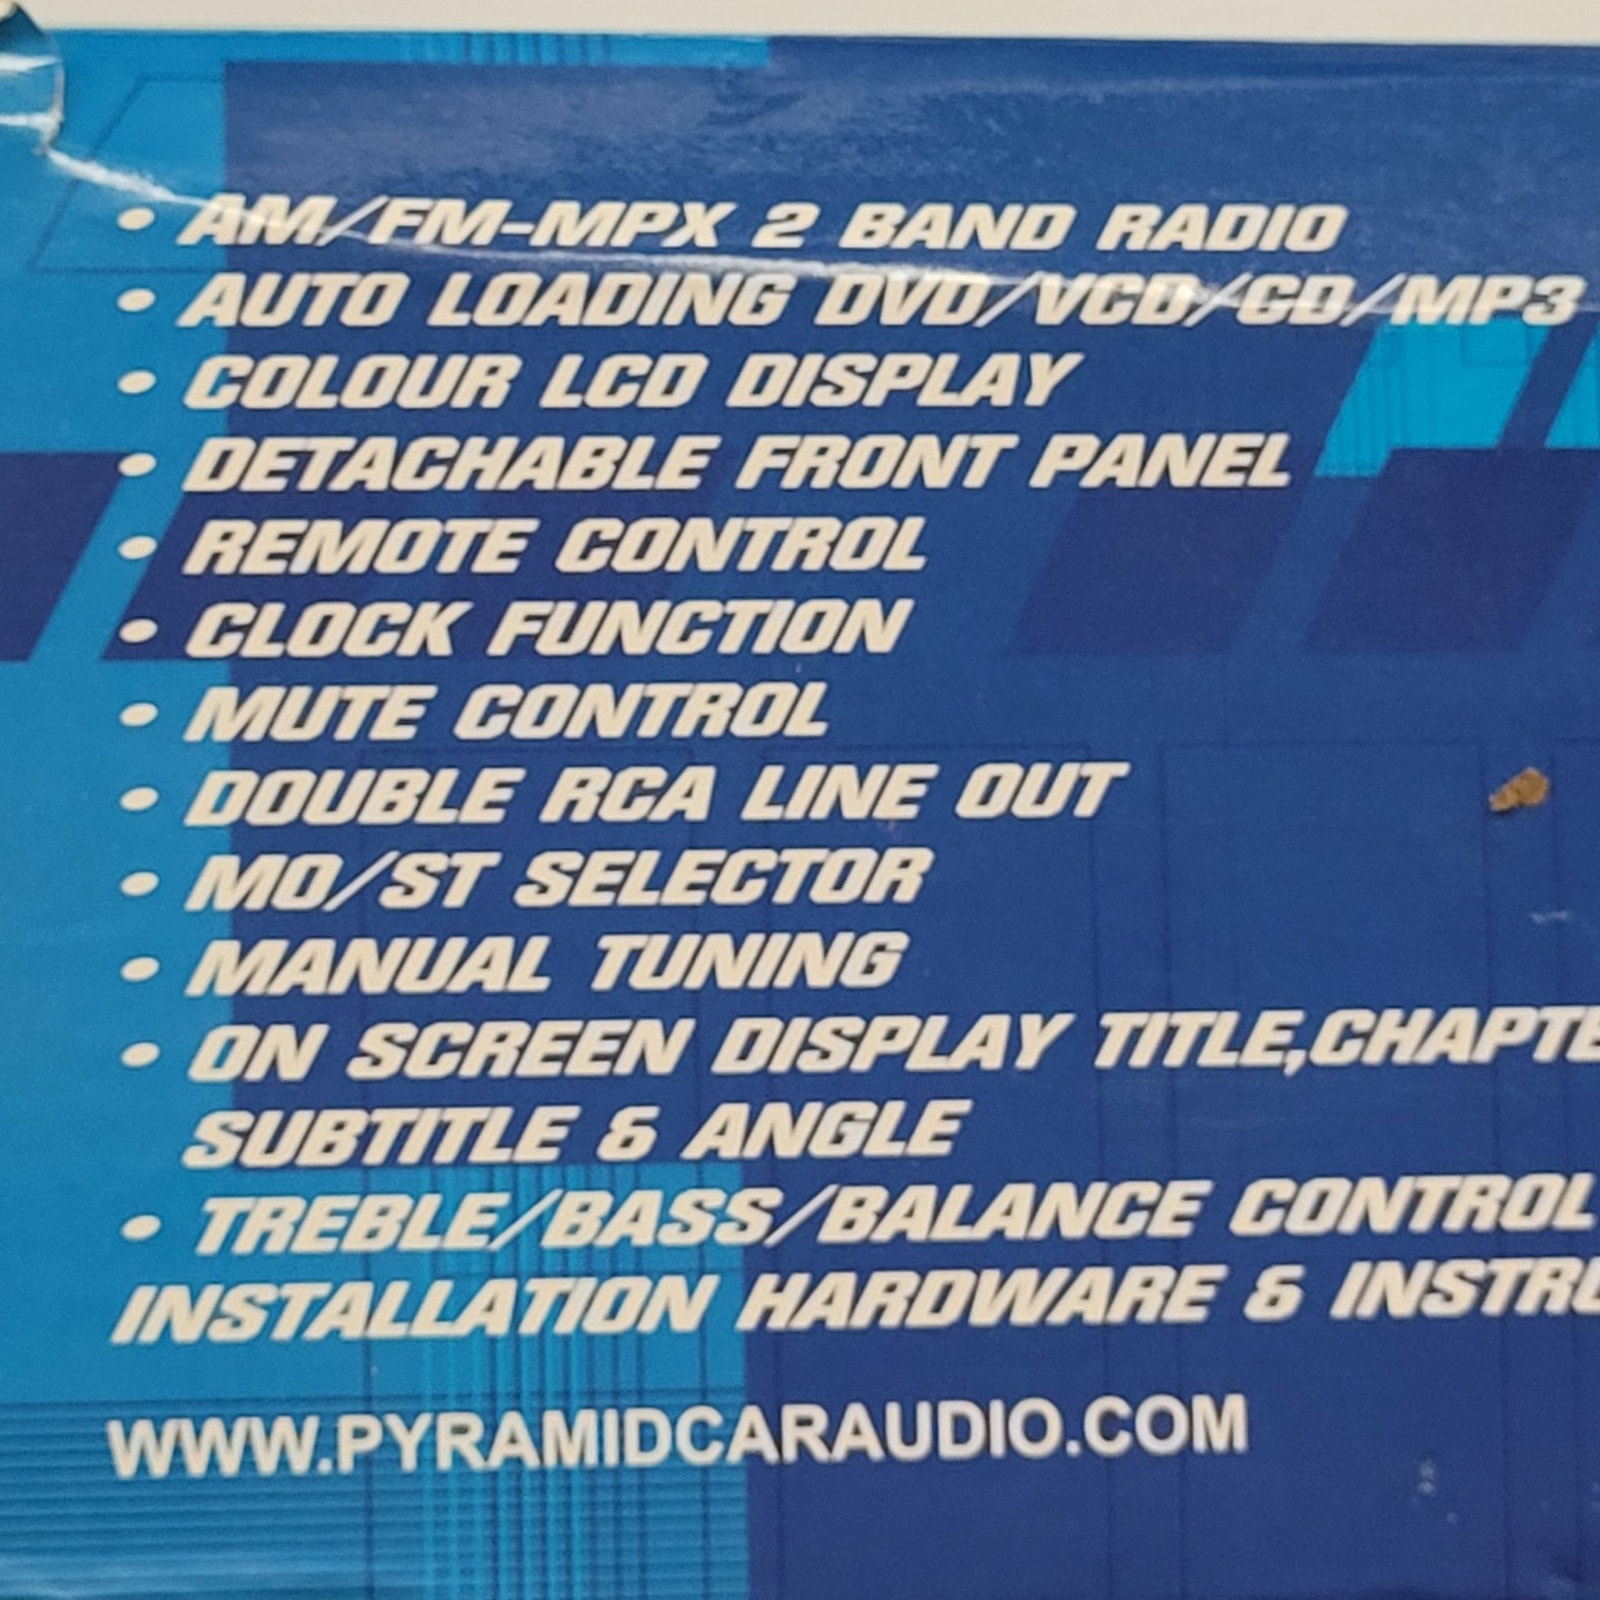 • AM/FM-MPX 2 BAND RADIO
• AUTO LOADING DVD/VCD/CD/MP3
• COLOUR LCD DISPLAY
• DETACHABLE FRONT PANEL
• REMOTE CONTROL
• CLOCK FUNCTION
• MUTE CONTROL
• DOUBLE RCA LINE OUT
• MO/ST SELECTOR
• MANUAL TUNING
• ON SCREEN DISPLAY TITLE,CHAPTE
SUBTITLE & ANGLE
• TREBLE/BASS/BALANCE CONTROL
INSTALLATION HARDWARE & INSTRU
WWW.PYRAMIDCARAUDIO.COM